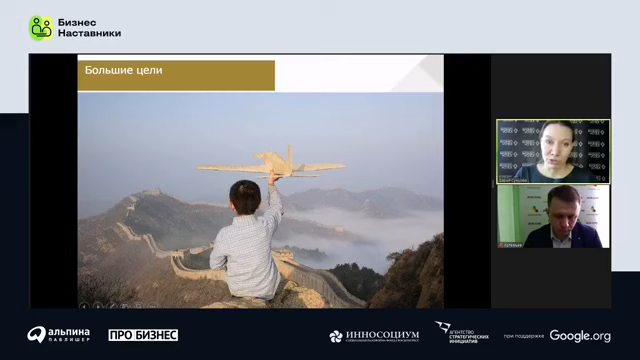 Бизнес
Наставники
Большие цели
альпина
ПАБЛИШЕР
ПРО БИЗНЕС
ИННОСОЦИУМ
АГЕНТСТВО
СТРАТЕГИЧЕСКИХ
ИНИЦИАТИВ
при поддержке
Google.org